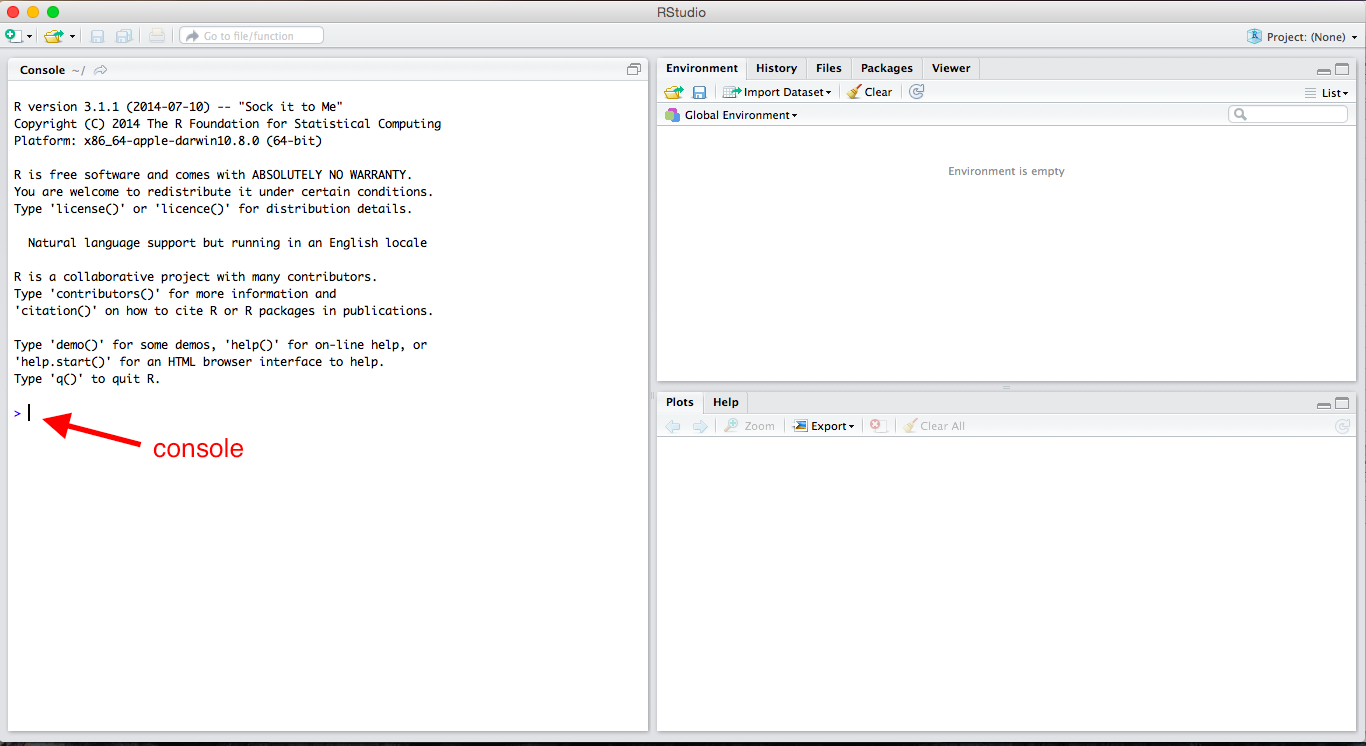 RStudio
Go to file/function
Project: (None)
Console ~/
R version 3.1.1 (2014-07-10) -- "Sock it to Me"
Copyright (C) 2014 The R Foundation for Statistical Computing
Platform: x86_64-apple-darwin10.8.0 (64-bit)
R is free software and comes with ABSOLUTELY NO WARRANTY.
You are welcome to redistribute it under certain conditions.
Type 'license()' or 'licence()' for distribution details.
Natural language support but running in an English locale
R is a collaborative project with many contributors.
Type 'contributors()' for more information and
'citation()' on how to cite R or R packages in publications.
Type 'demo()' for some demos, 'help()' for on-line help, or
'help.start()' for an HTML browser interface to help.
Type 'q()' to quit R.
>
console
Environment History Files Packages Viewer
Import Dataset Clear List
Global Environment
Environment is empty
Plots Help
Zoom Export Clear All